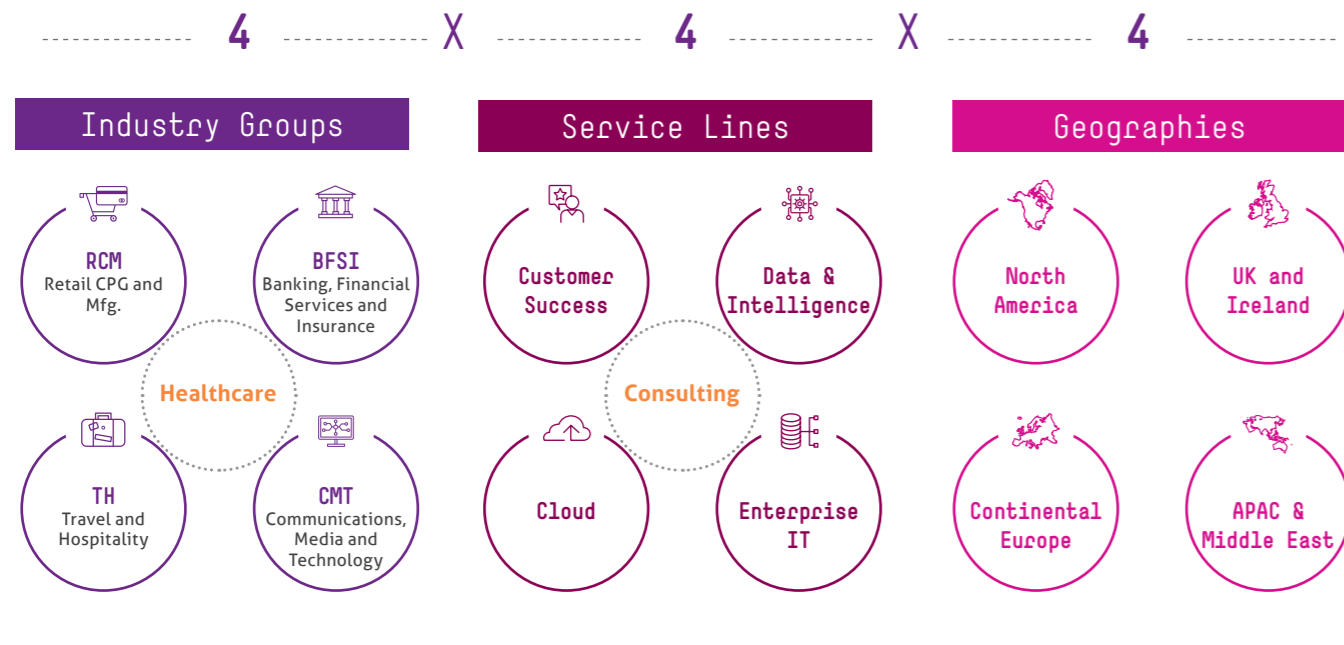 4 X 4 X 4
Industry Groups
RCM
Retail CPG and
Mfg.
BFSI
Banking, Financial
Services and
Insurance
Healthcare
TH
Travel and
Hospitality
CMT
Communications,
Media and
Technology
Service Lines
Customer
Success
Data &
Intelligence
Consulting
Cloud
Enterprise
IT
Geographies
North
America
UK and
Ireland
Continental
Europe
APAC &
Middle East